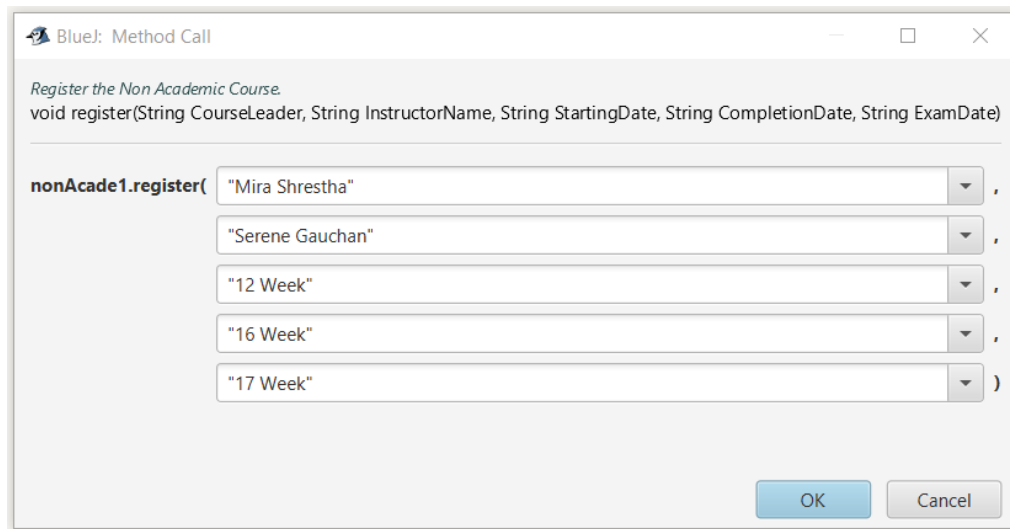 BlueJ: Method Call
Register the Non Academic Course.
void register(String CourseLeader, String InstructorName, String StartingDate, String CompletionDate, String ExamDate)
nonAcade1.register( "Mira Shrestha" ,
"Serene Gauchan" ,
"12 Week" ,
"16 Week" ,
"17 Week" )
OK Cancel